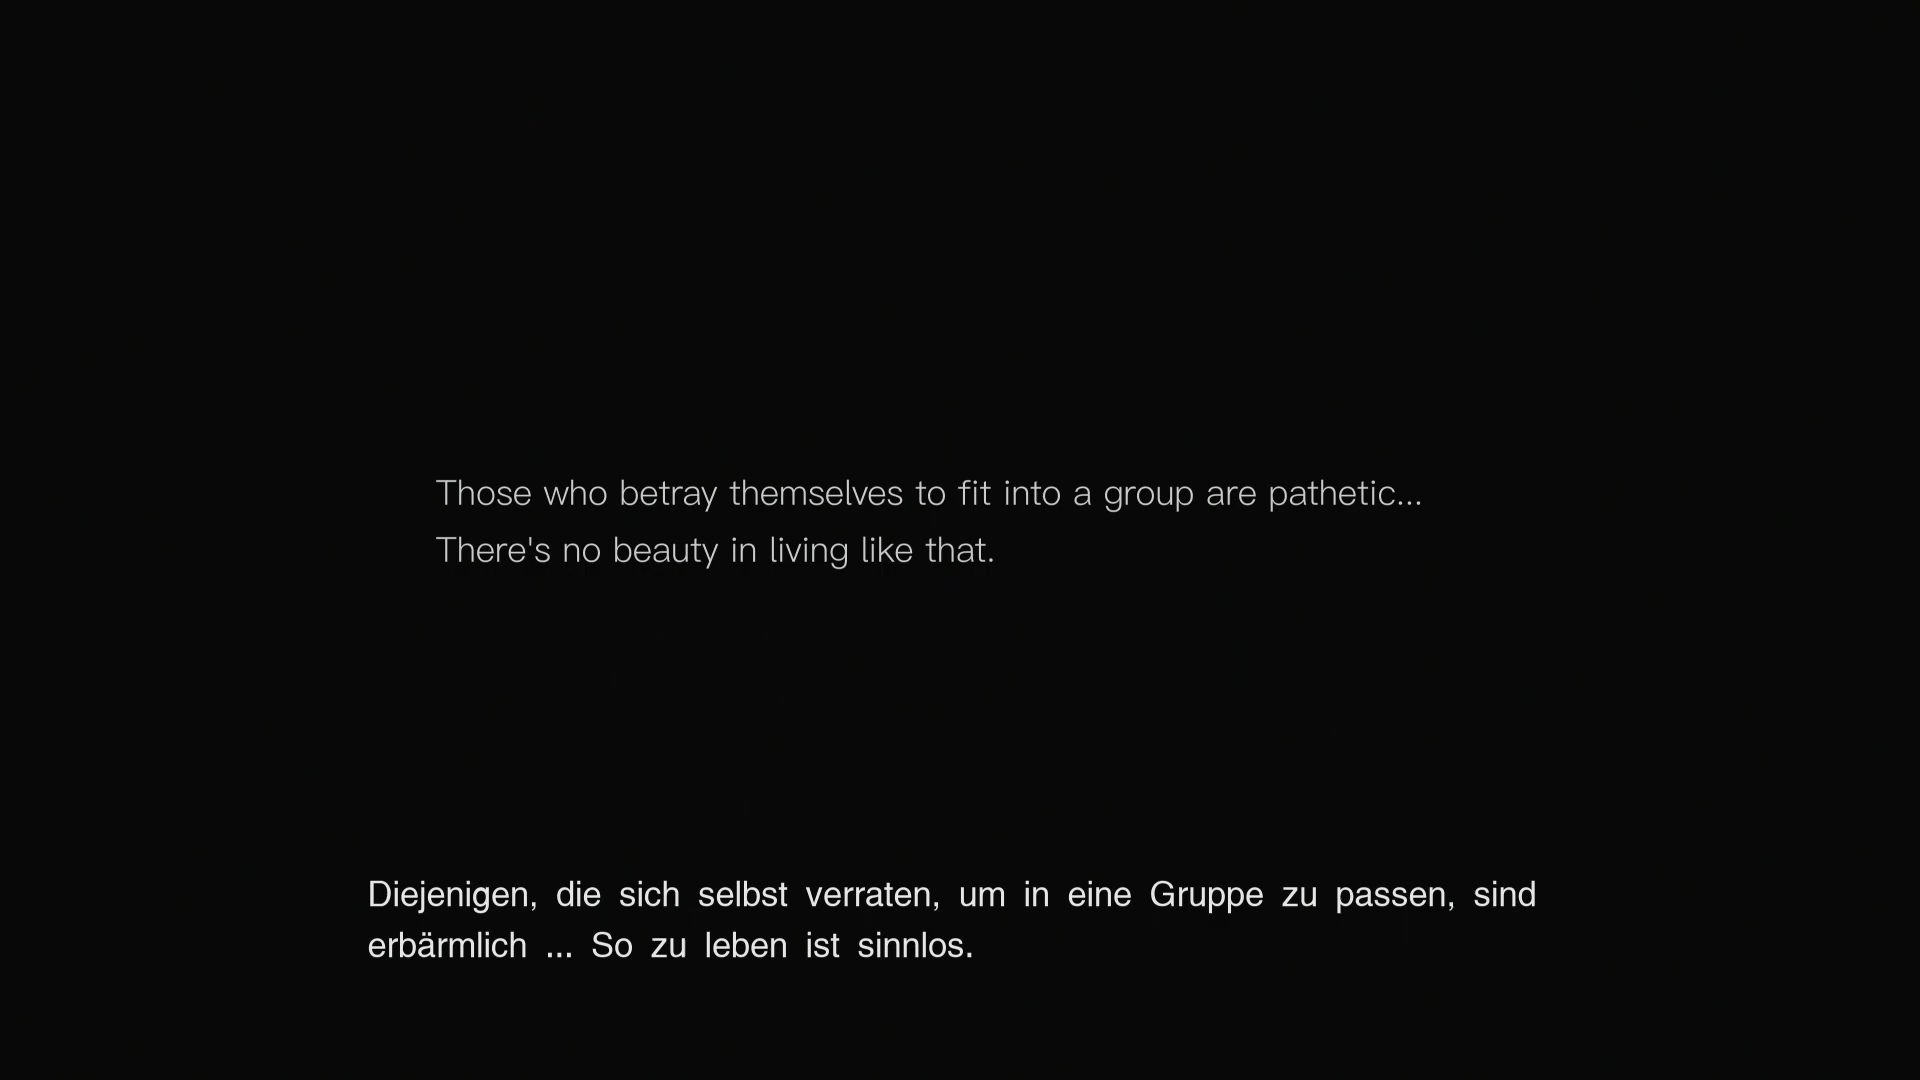 Those who betray themselves to fit into a group are pathetic...
There's no beauty in living like that.
Diejenigen, die sich selbst verraten, um in eine Gruppe zu passen, sind
erbärmlich ... So zu leben ist sinnlos.